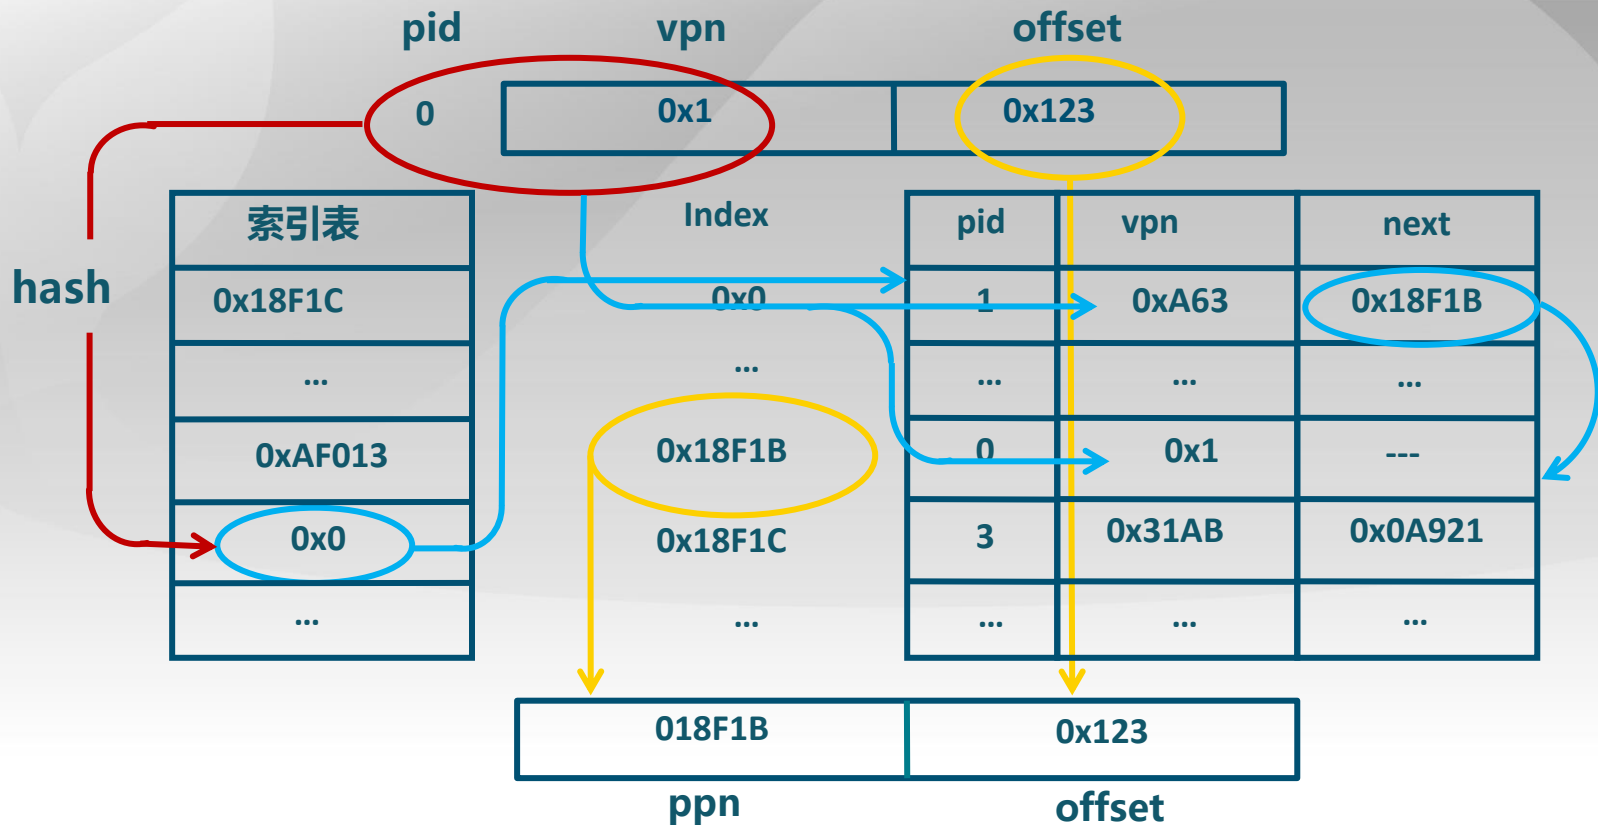 pid vpn offset
0 0x1 0x123
索引表 Index pid vpn next
hash
0x18F1C 0x0 1 0xA63 0x18F1B
... ... ... ... ...
0xAF013 0x18F1B 0 0x1 ---
0x0 0x18F1C 3 0x31AB 0x0A921
... ... ... ... ...
018F1B 0x123
ppn offset